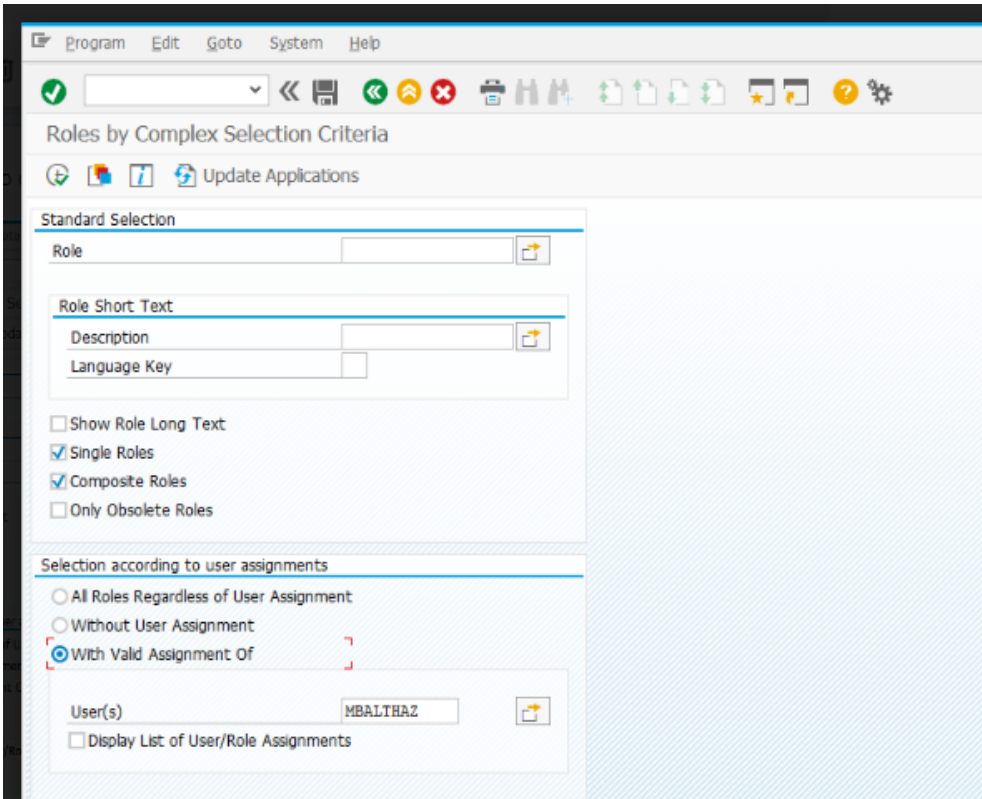 Program Edit Goto System Help
Roles by Complex Selection Criteria
Update Applications
Standard Selection
Role
Role Short Text
Description
Language Key
Show Role Long Text
Single Roles
Composite Roles
Only Obsolete Roles
Selection according to user assignments
All Roles Regardless of User Assignment
Without User Assignment
With Valid Assignment Of
User(s) MBALTHAZ
Display List of User/Role Assignments